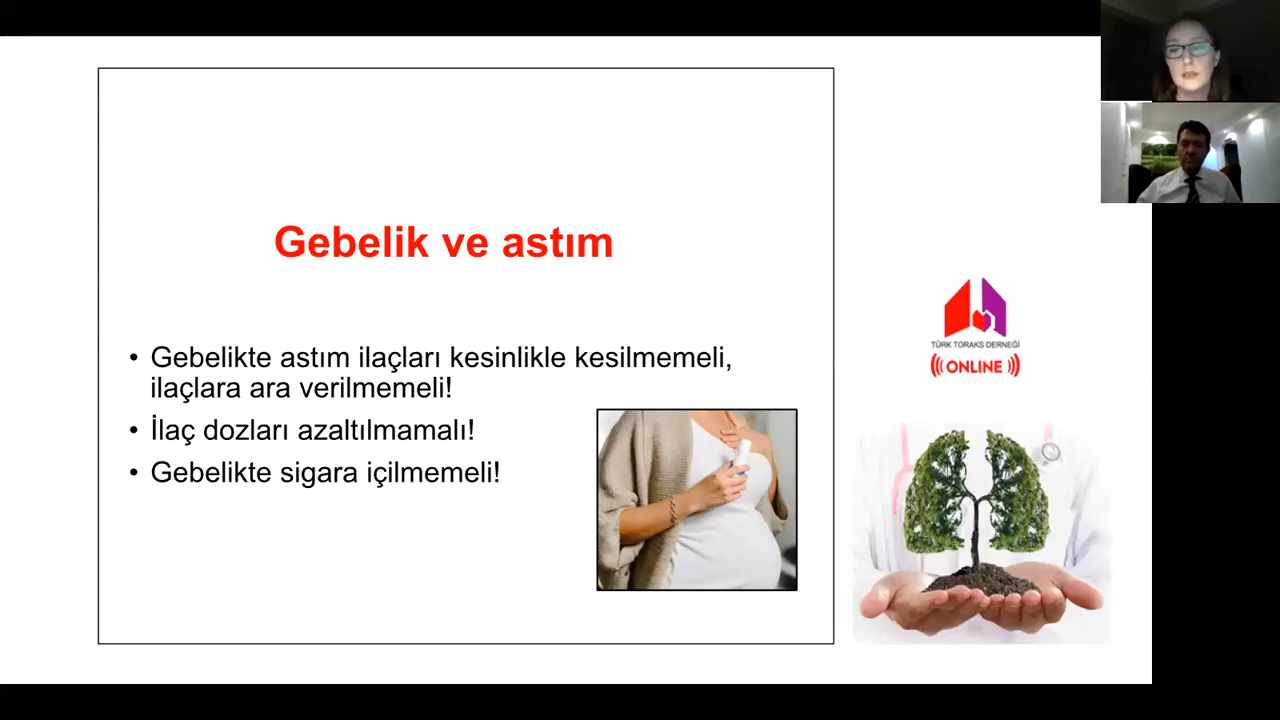 Gebelik ve astım
• Gebelikte astım ilaçları kesinlikle kesilmemeli,
ilaçlara ara verilmemeli!
• İlaç dozları azaltılmamalı!
• Gebelikte sigara içilmemeli!
TÜRK TORAKS DERNEĞİ
ONLINE